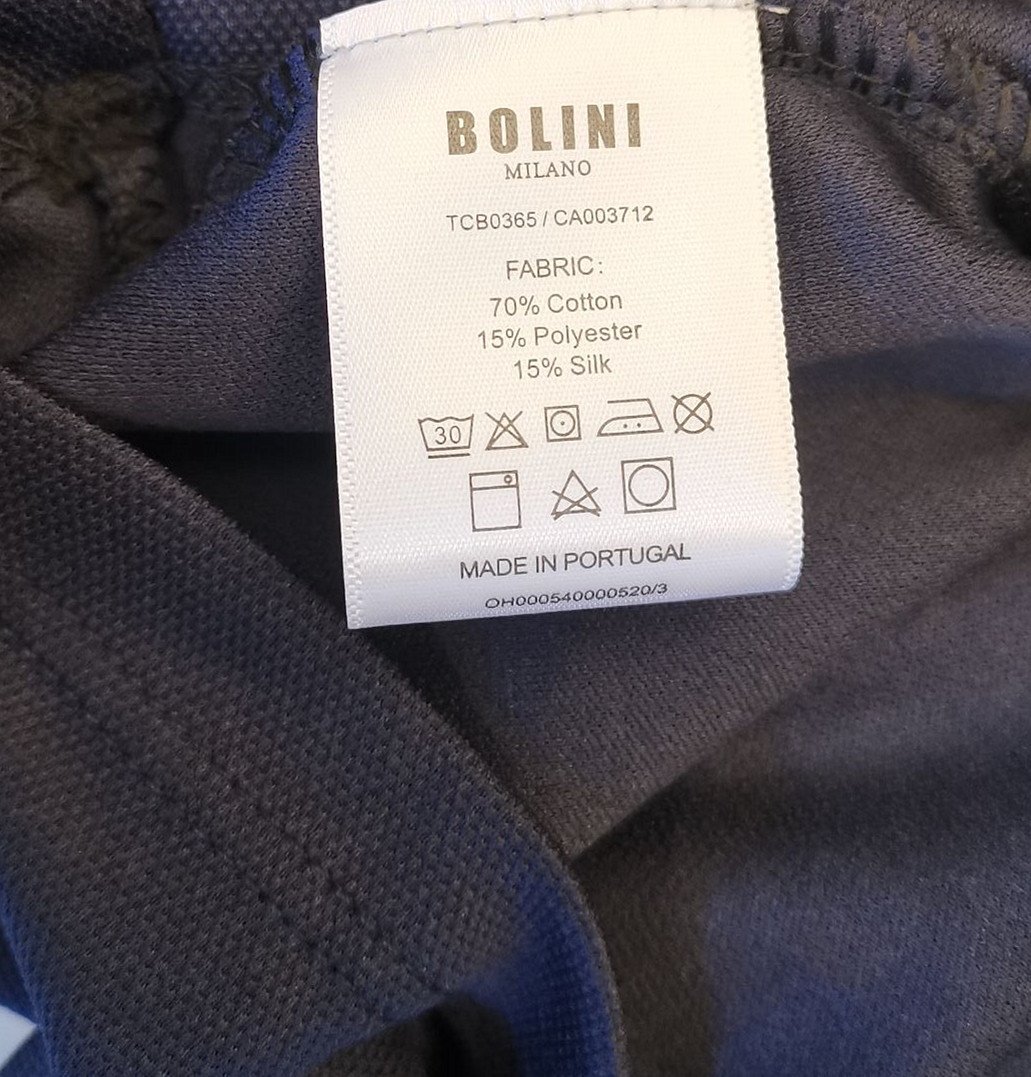 BOLINI
MILANO
TCB0365 / CA003712
FABRIC:
70% Cotton
15% Polyester
15% Silk
30
MADE IN PORTUGAL
OH000540000520/3